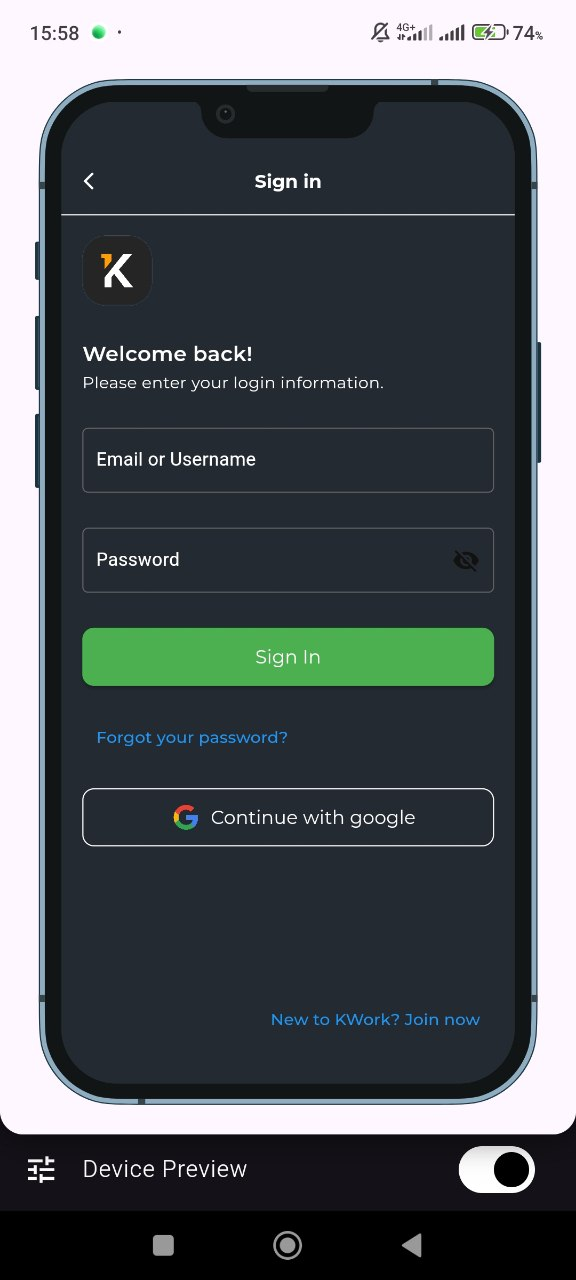 15:58
4G+
74%
Sign in
K
Welcome back!
Please enter your login information.
Email or Username
Password
Sign In
Forgot your password?
G Continue with google
New to KWork? Join now
Device Preview